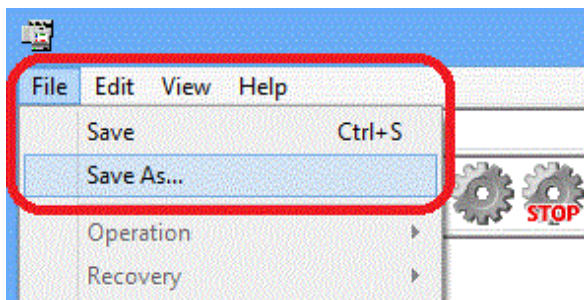 File Edit View Help
Save Ctrl+S
Save As...
STOP
Operation
Recovery